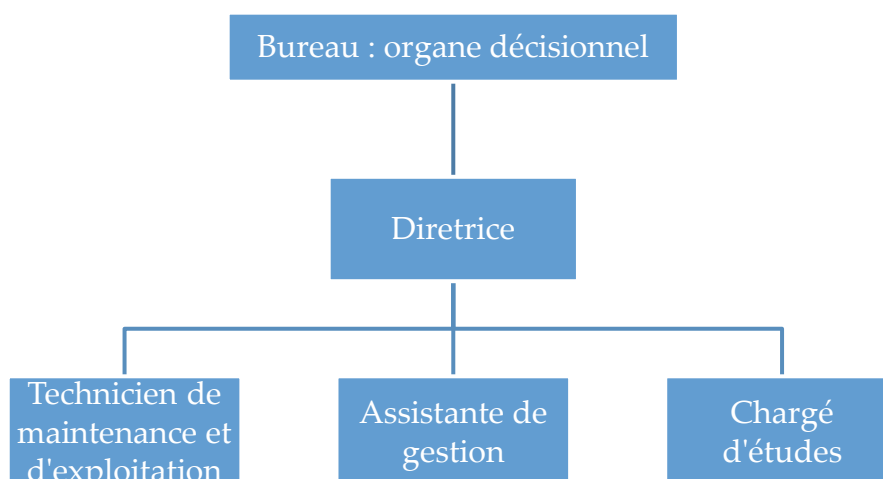 Bureau : organe décisionnel
Diretrice
Technicien de
maintenance et
d'exploitation
Assistante de
gestion
Chargé
d'études